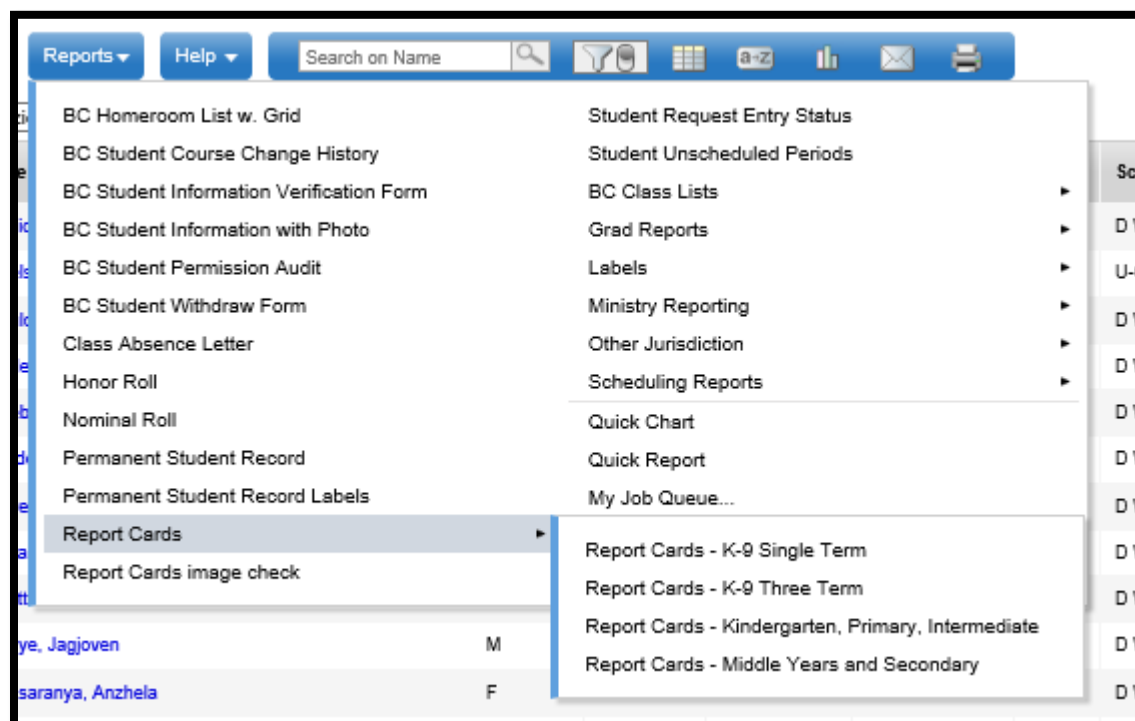 Reports
Help
Search on Name
a-z
BC Homeroom List w. Grid
BC Student Course Change History
BC Student Information Verification Form
BC Student Information with Photo
BC Student Permission Audit
BC Student Withdraw Form
Class Absence Letter
Honor Roll
Nominal Roll
Permanent Student Record
Permanent Student Record Labels
Report Cards
Report Cards image check
Student Request Entry Status
Student Unscheduled Periods
BC Class Lists
Grad Reports
Labels
Ministry Reporting
Other Jurisdiction
Scheduling Reports
Quick Chart
Quick Report
My Job Queue...
Report Cards - K-9 Single Term
Report Cards - K-9 Three Term
Report Cards - Kindergarten, Primary, Intermediate
Report Cards - Middle Years and Secondary
Sc
D
U-
D
D
D
D
D
D
D
ye, Jagjoven M D
saranya, Anzhela F D